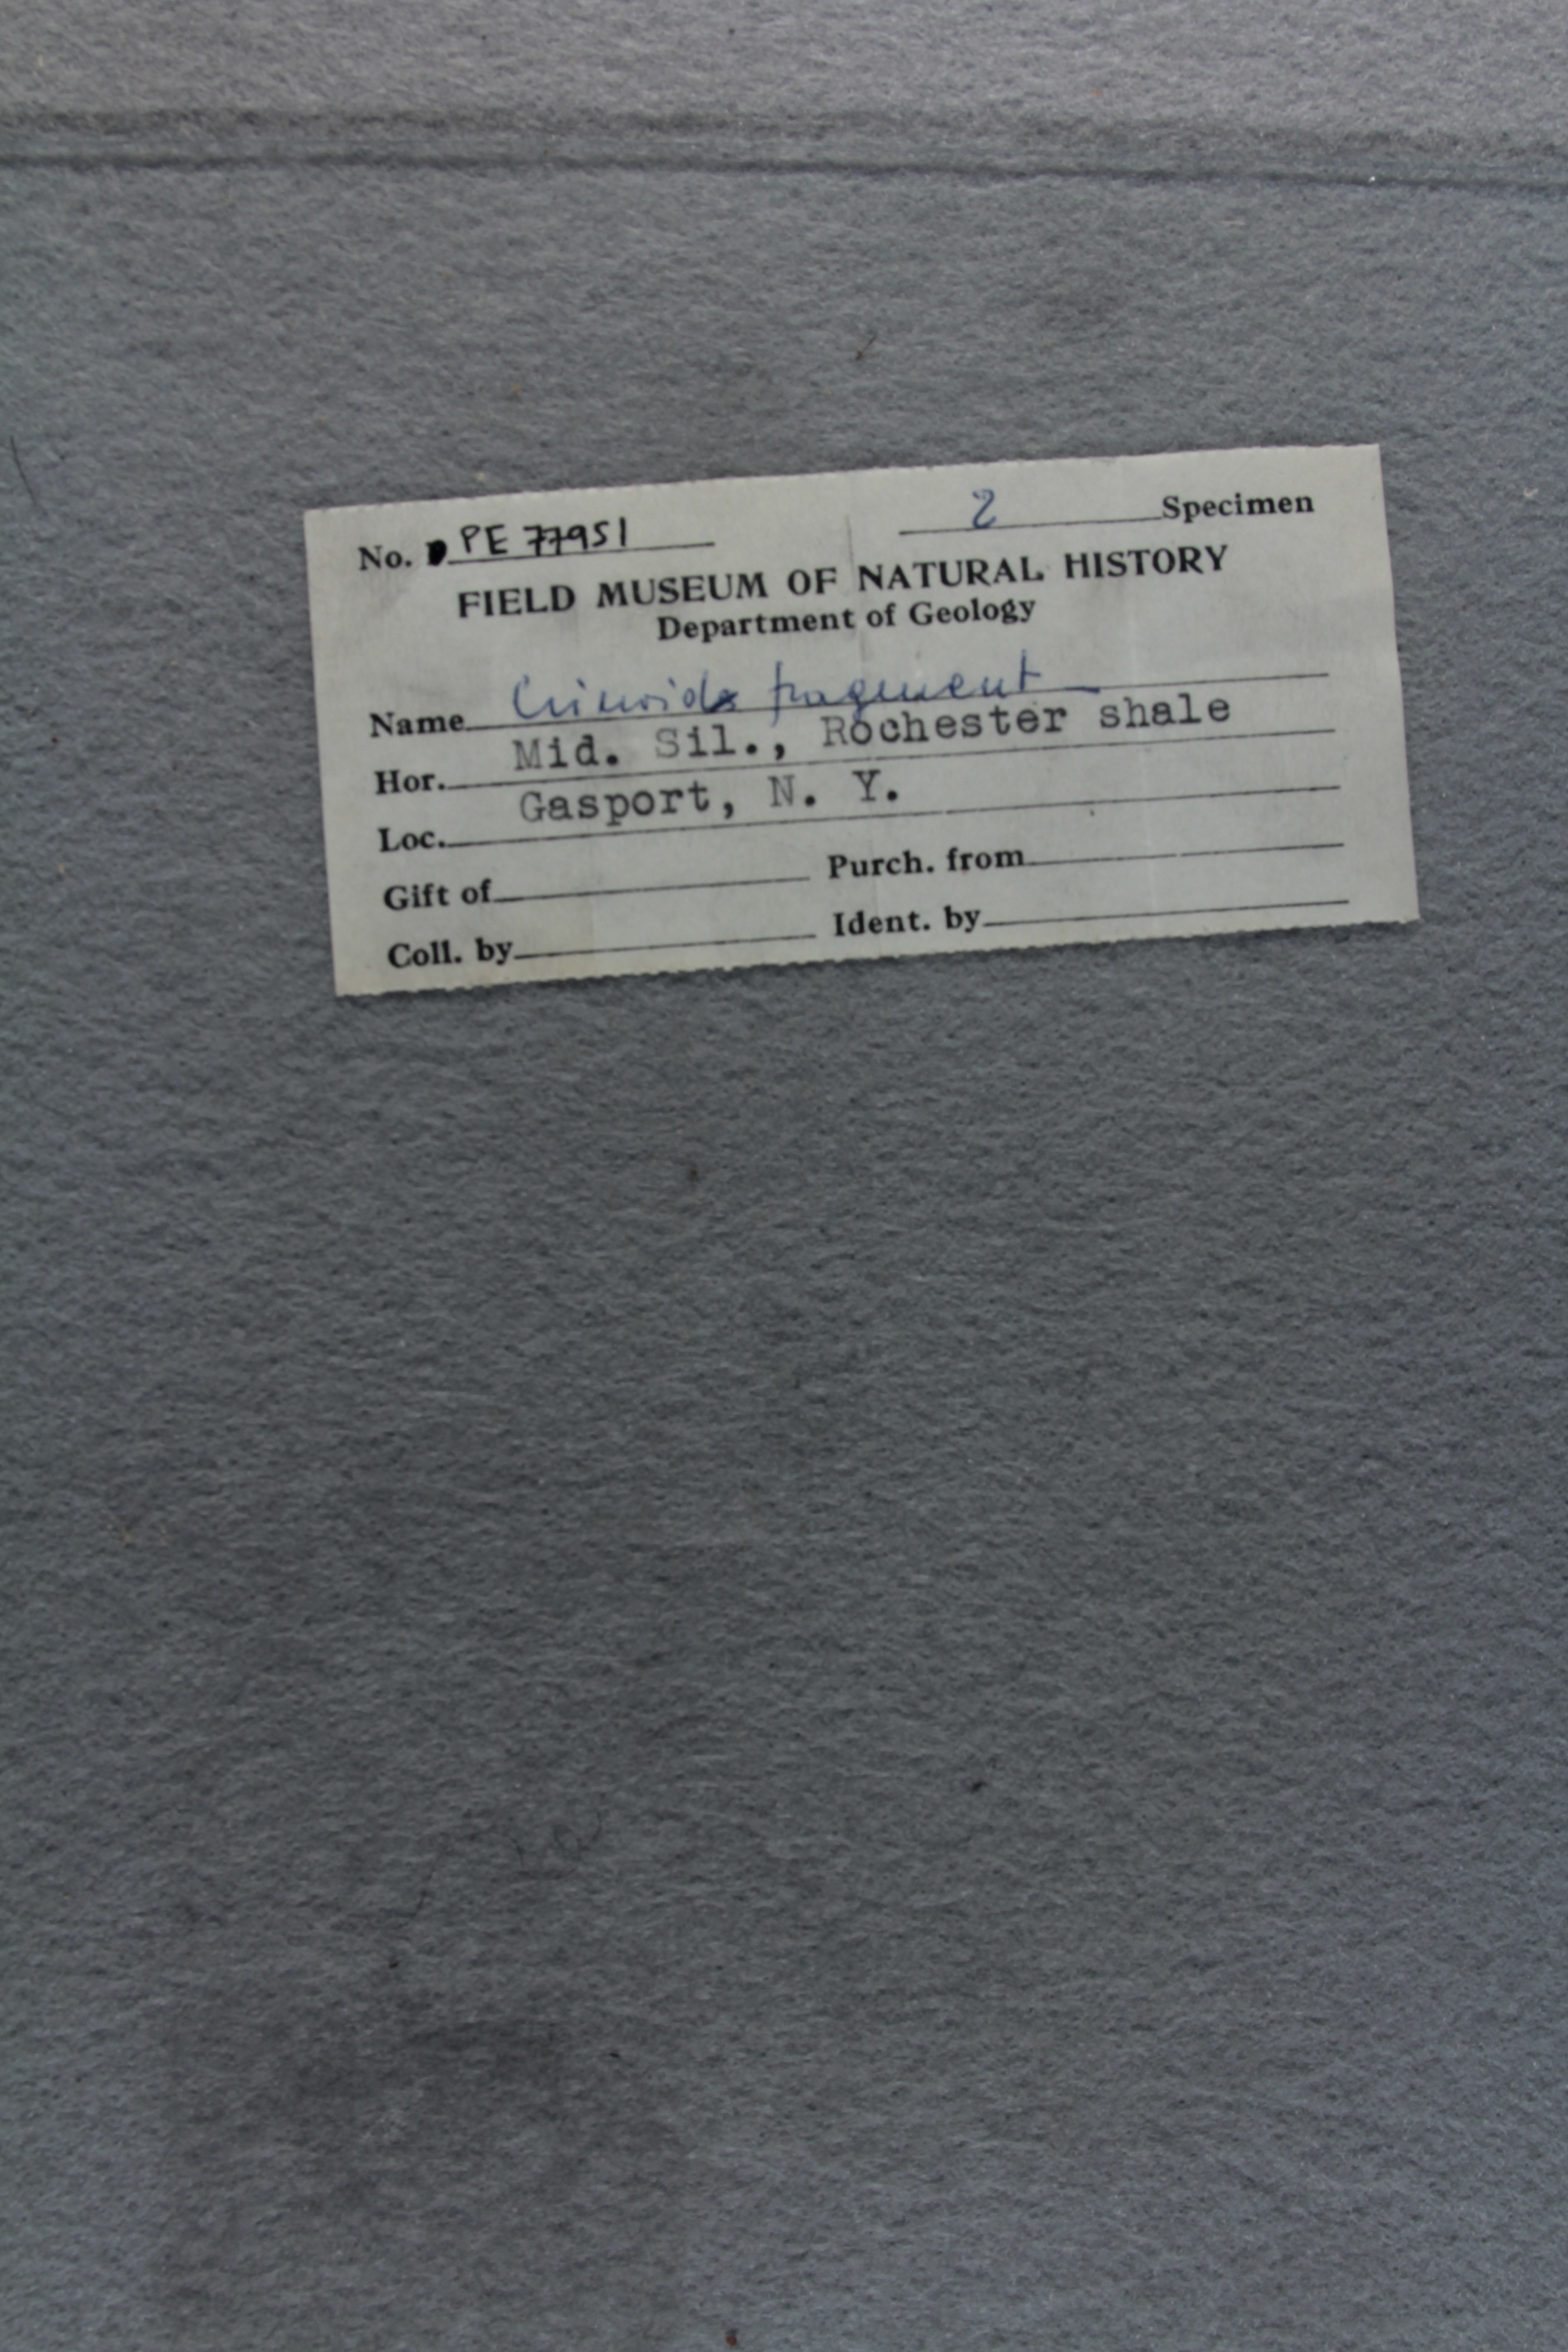 No. PE 77951 2 Specimen
FIELD MUSEUM OF NATURAL HISTORY
Department of Geology
Name Crinoids fragement
Hor. Mid. Sil., Rochester shale
Loc. Gasport, N. Y.
Gift of Purch. from
Coll. by Ident. by